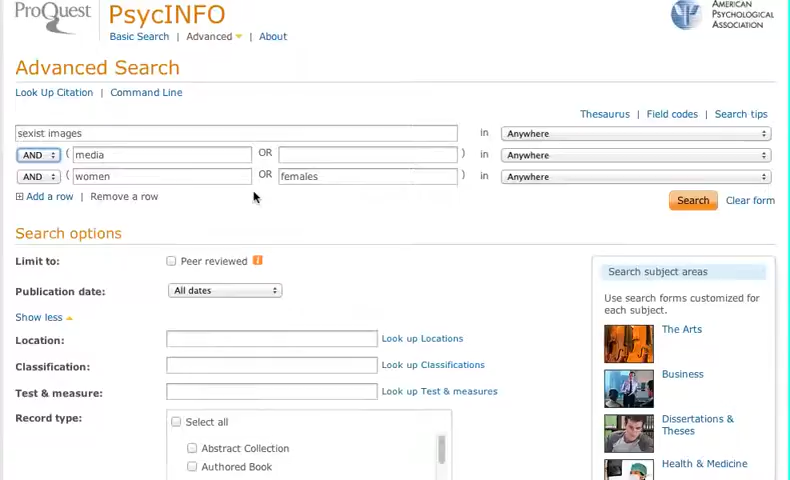 ProQuest
PsycINFO
AMERICAN
PSYCHOLOGICAL
ASSOCIATION
Basic Search | Advanced | About
Advanced Search
Look Up Citation | Command Line
Thesaurus | Field codes | Search tips
sexist images in Anywhere
AND ( media OR ) in Anywhere
AND ( women OR females ) in Anywhere
Add a row | Remove a row
Search Clear form
Search options
Limit to: Peer reviewed i
Publication date: All dates
Show less
Location: Look up Locations
Classification: Look up Classifications
Test & measure: Look up Test & measures
Record type: Select all
Abstract Collection
Authored Book
Search subject areas
Use search forms customized for
each subject.
The Arts
Business
Dissertations &
Theses
Health & Medicine